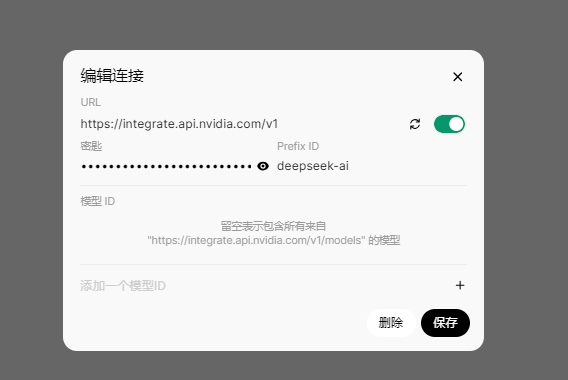 编辑连接
URL
https://integrate.api.nvidia.com/v1
密匙
Prefix ID
deepseek-ai
模型 ID
留空表示包含所有来自
"https://integrate.api.nvidia.com/v1/models" 的模型
添加一个模型ID
删除
保存